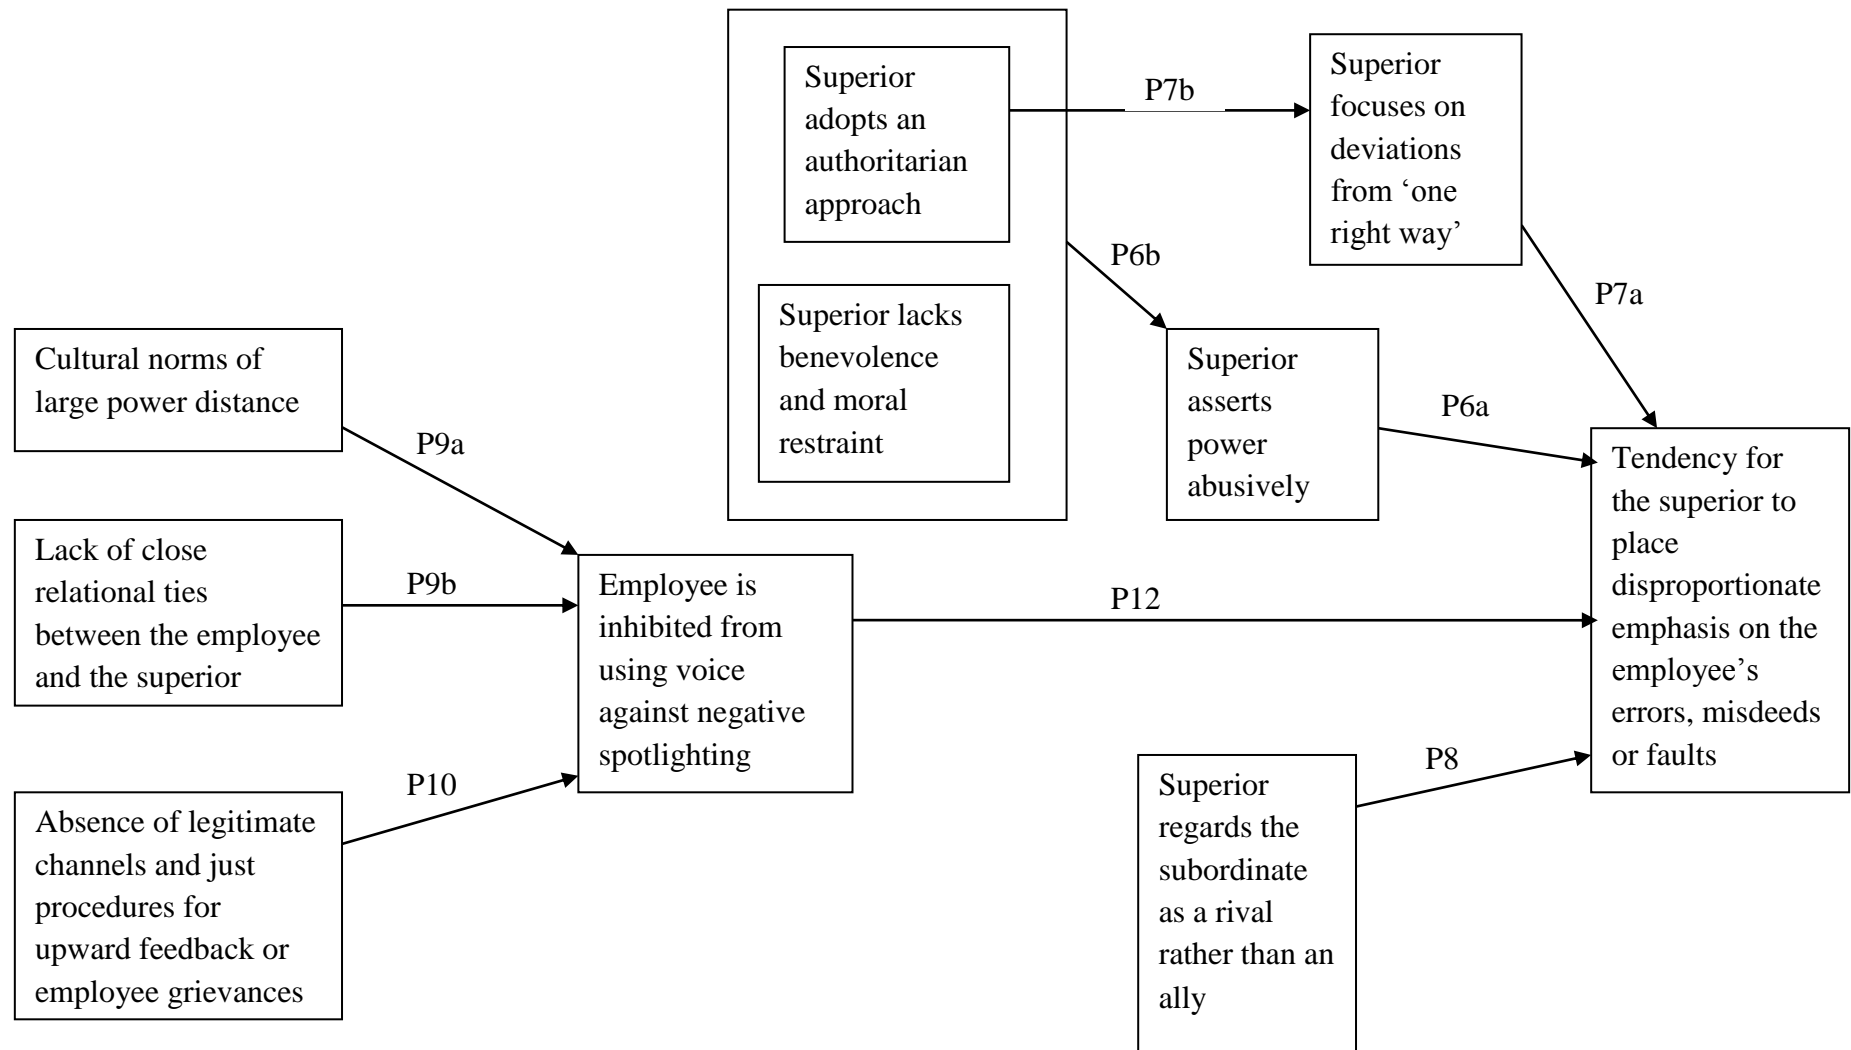 Superior
adopts an
authoritarian
approach
P7b
Superior
focuses on
deviations
from ‘one
right way’
P6b
P7a
Superior lacks
benevolence
and moral
restraint
Cultural norms of
large power distance
P9a
Superior
asserts
power
abusively
P6a
Tendency for
the superior to
place
disproportionate
emphasis on the
employee’s
errors, misdeeds
or faults
Lack of close
relational ties
between the employee
and the superior
P9b
Employee is
inhibited from
using voice
against negative
spotlighting
P12
P10
Absence of legitimate
channels and just
procedures for
upward feedback or
employee grievances
Superior
regards the
subordinate
as a rival
rather than an
ally
P8